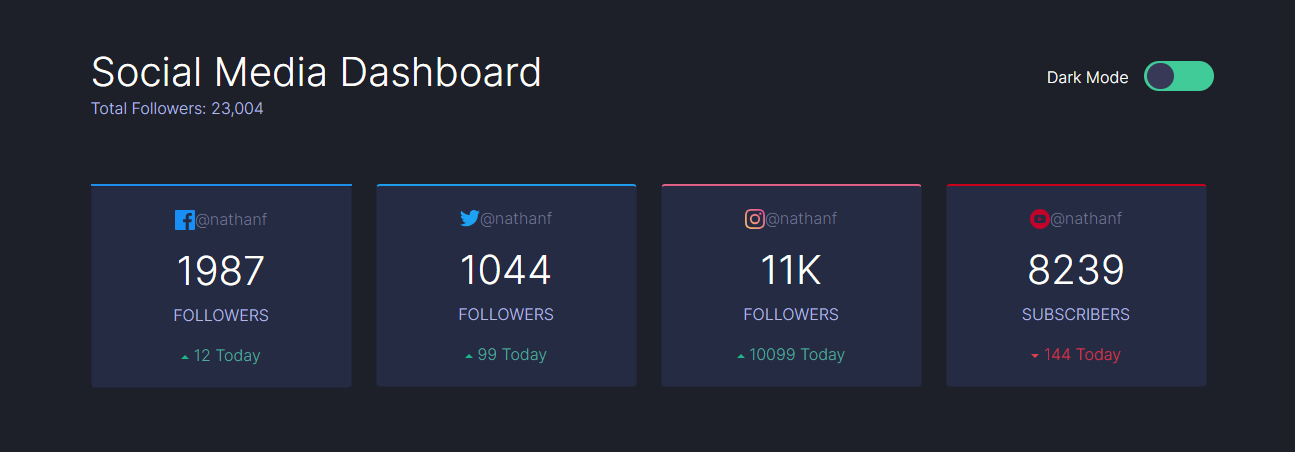 Social Media Dashboard
Total Followers: 23,004
Dark Mode
@nathanf
1987
FOLLOWERS
12 Today
@nathanf
1044
FOLLOWERS
99 Today
@nathanf
11K
FOLLOWERS
10099 Today
@nathanf
8239
SUBSCRIBERS
144 Today